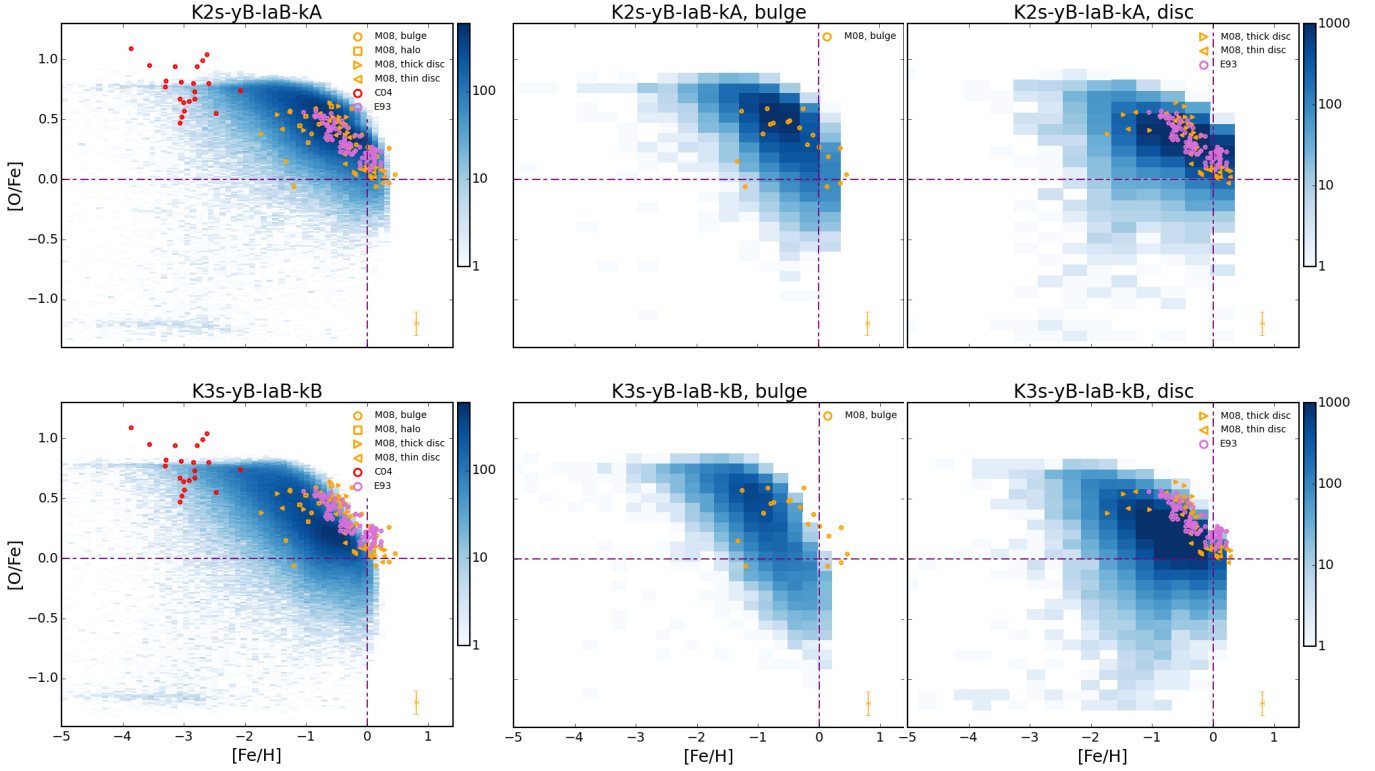 K2s-yB-IaB-kA
K2s-yB-IaB-kA, bulge
K2s-yB-IaB-kA, disc
M08, bulge
M08, halo
M08, thick disc
M08, thin disc
C04
E93
M08, bulge
M08, thick disc
M08, thin disc
E93
[O/Fe]
1.0
0.5
0.0
−0.5
−1.0
100
10
1
1000
100
10
1
K3s-yB-IaB-kB
K3s-yB-IaB-kB, bulge
K3s-yB-IaB-kB, disc
M08, bulge
M08, halo
M08, thick disc
M08, thin disc
C04
E93
M08, bulge
M08, thick disc
M08, thin disc
E93
[O/Fe]
1.0
0.5
0.0
−0.5
−1.0
100
10
1
1000
100
10
1
−5 −4 −3 −2 −1 0 1
−5 −4 −3 −2 −1 0 1
−5 −4 −3 −2 −1 0 1
[Fe/H]
[Fe/H]
[Fe/H]